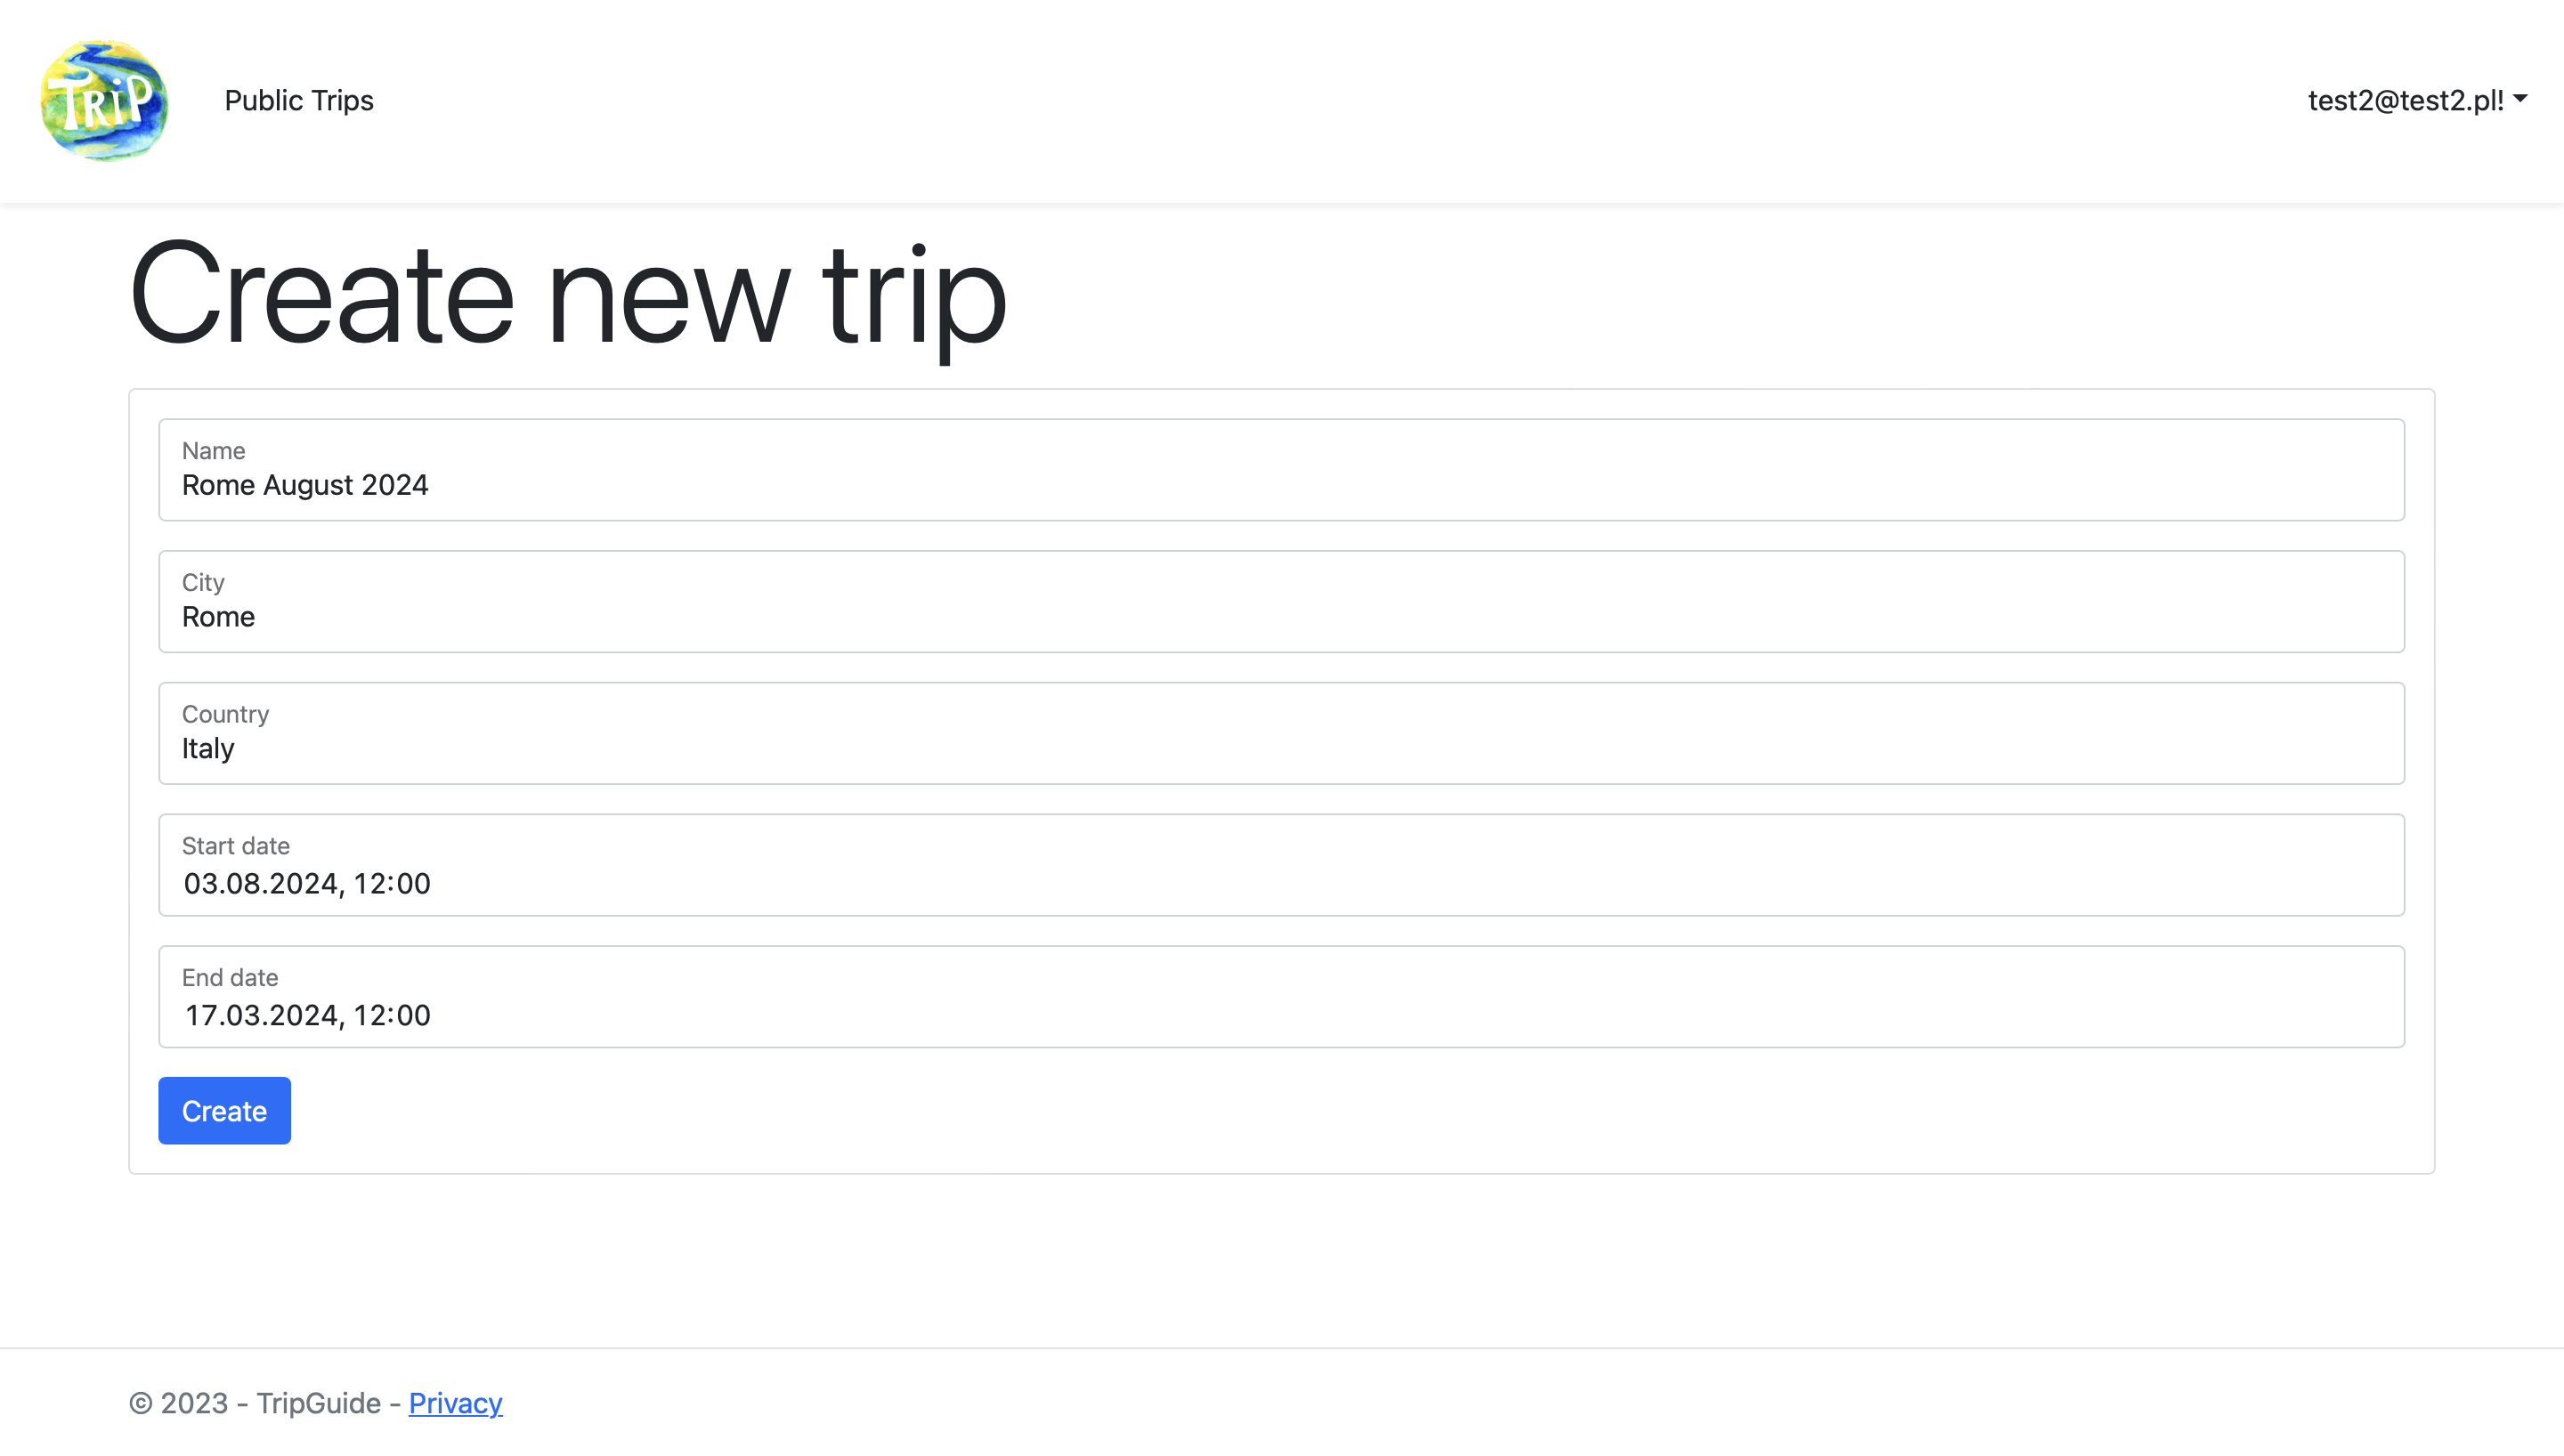 TRIP
Public Trips
test2@test2.pl!
Create new trip
Name
Rome August 2024
City
Rome
Country
Italy
Start date
03.08.2024, 12:00
End date
17.03.2024, 12:00
Create
© 2023 - TripGuide - Privacy